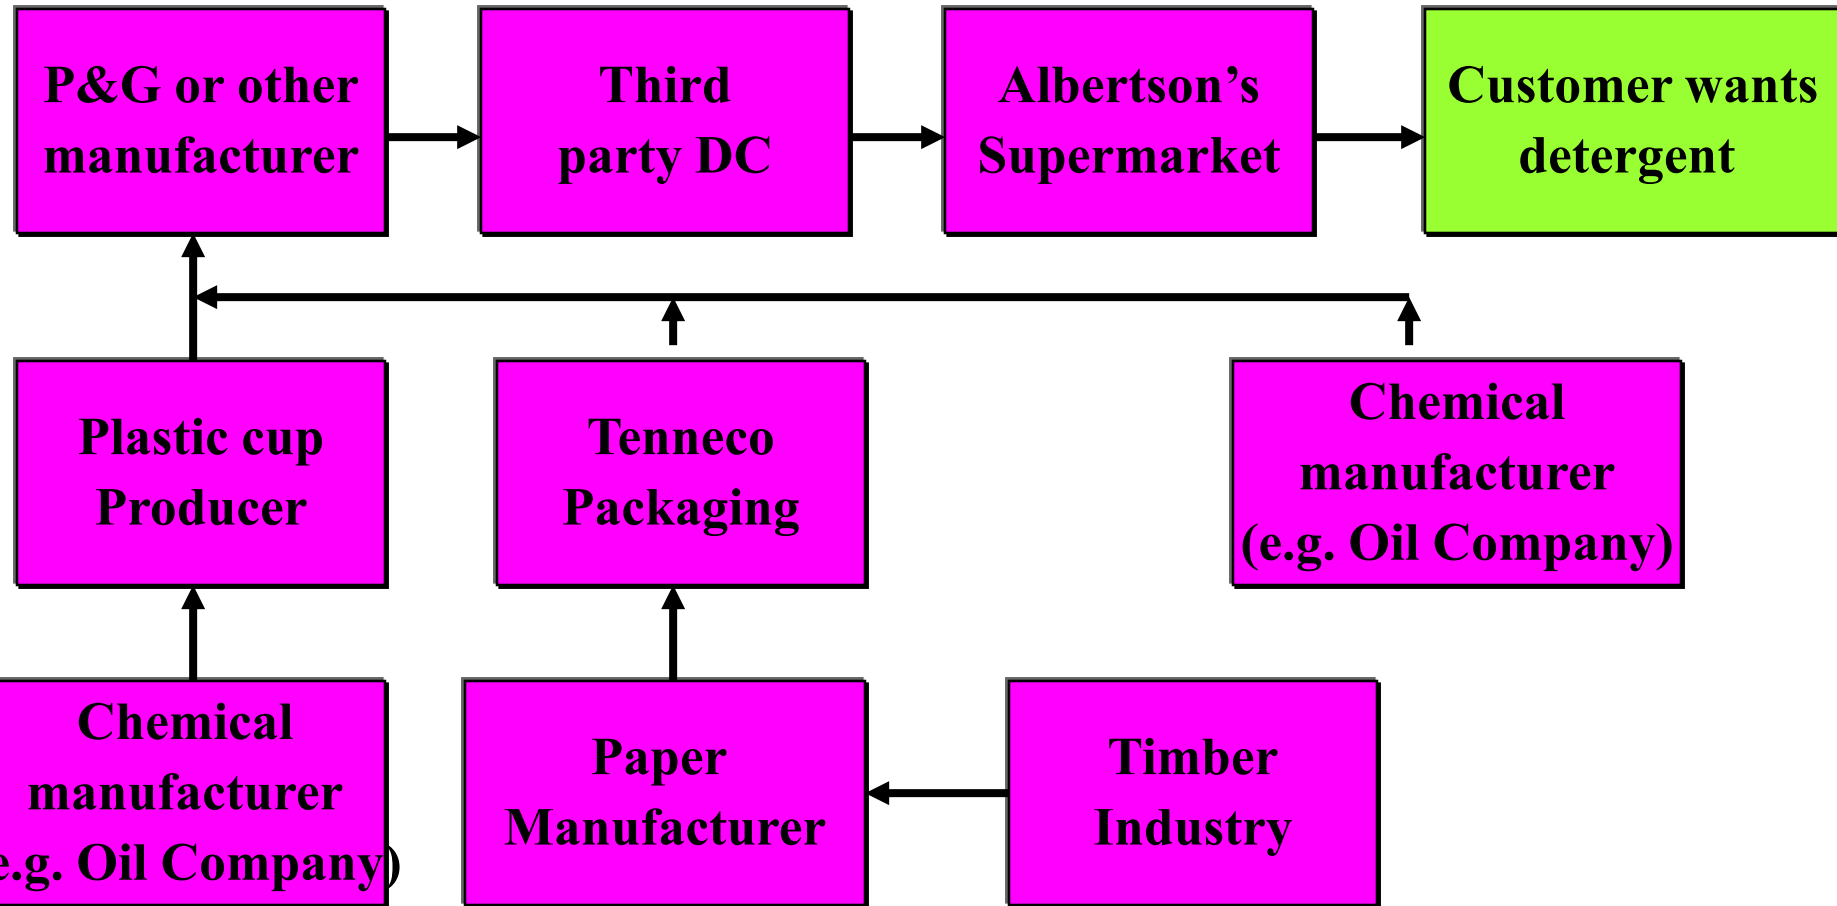 P&G or other
manufacturer
Third
party DC
Albertson’s
Supermarket
Customer wants
detergent
Plastic cup
Producer
Tenneco
Packaging
Chemical
manufacturer
(e.g. Oil Company)
Chemical
manufacturer
e.g. Oil Company)
Paper
Manufacturer
Timber
Industry